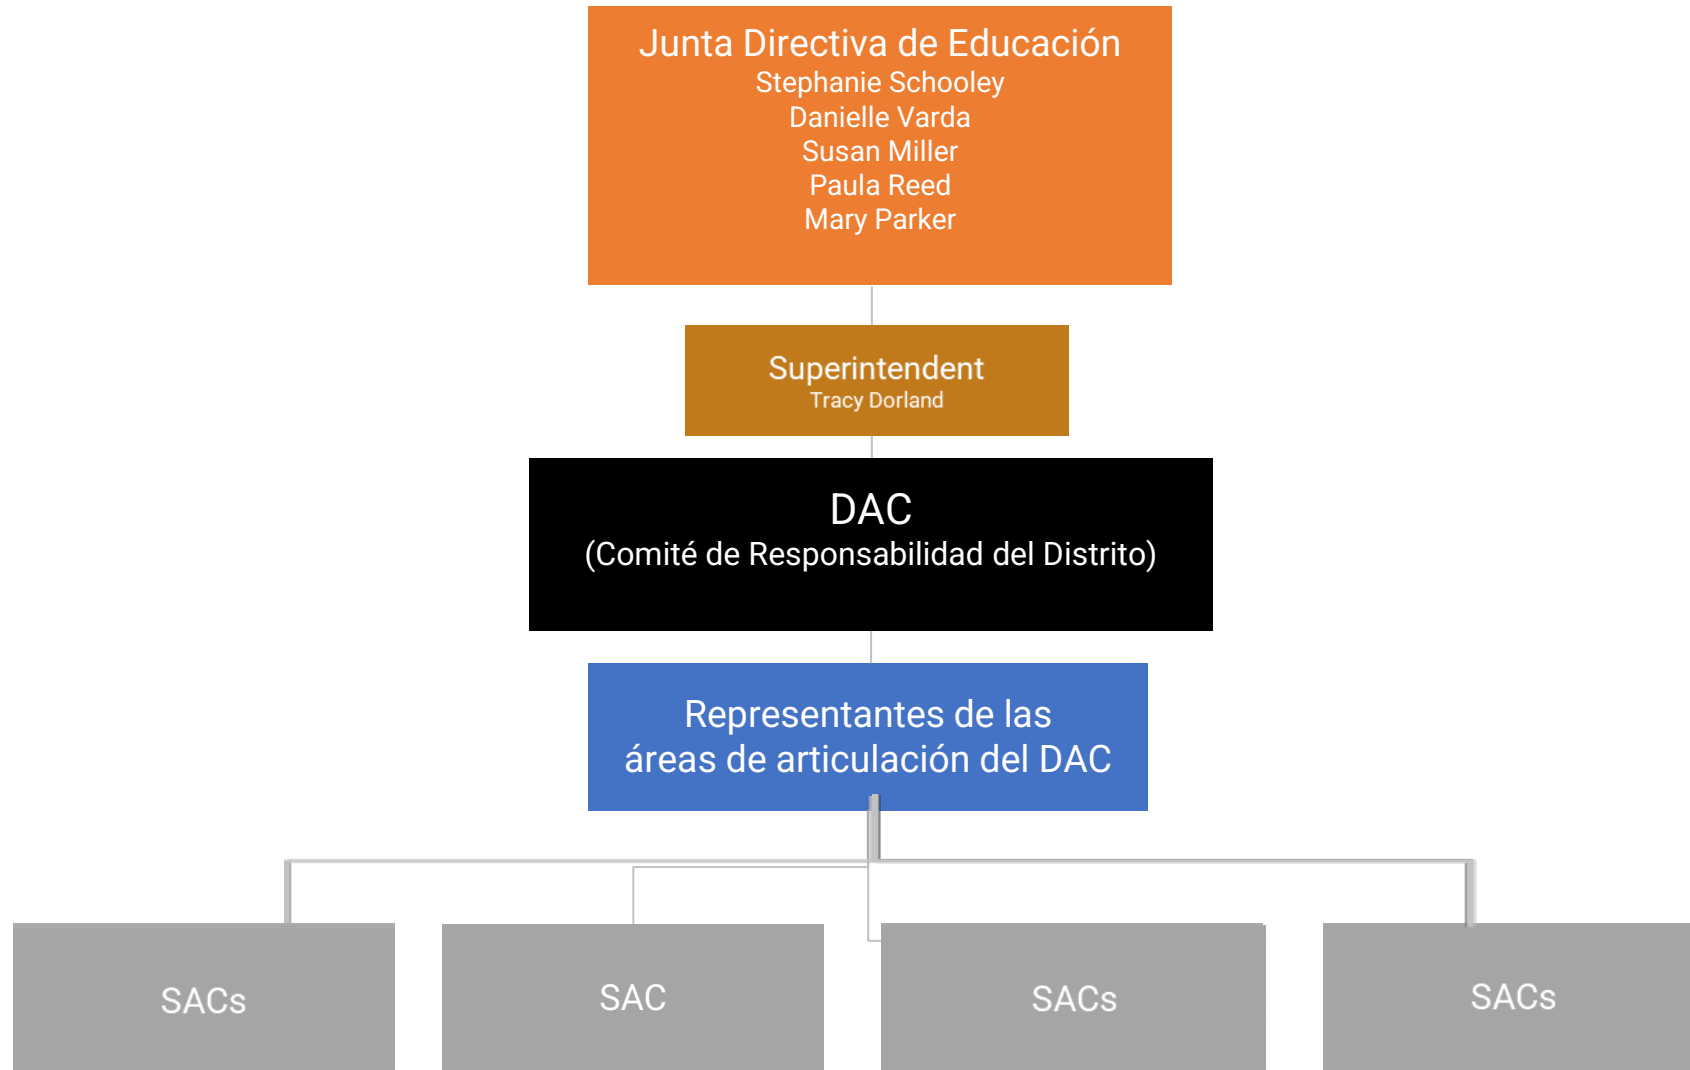 Junta Directiva de Educación
Stephanie Schooley
Danielle Varda
Susan Miller
Paula Reed
Mary Parker
Superintendent
Tracy Dorland
DAC
(Comité de Responsabilidad del Distrito)
Representantes de las
áreas de articulación del DAC
SACs
SAC
SACs
SACs